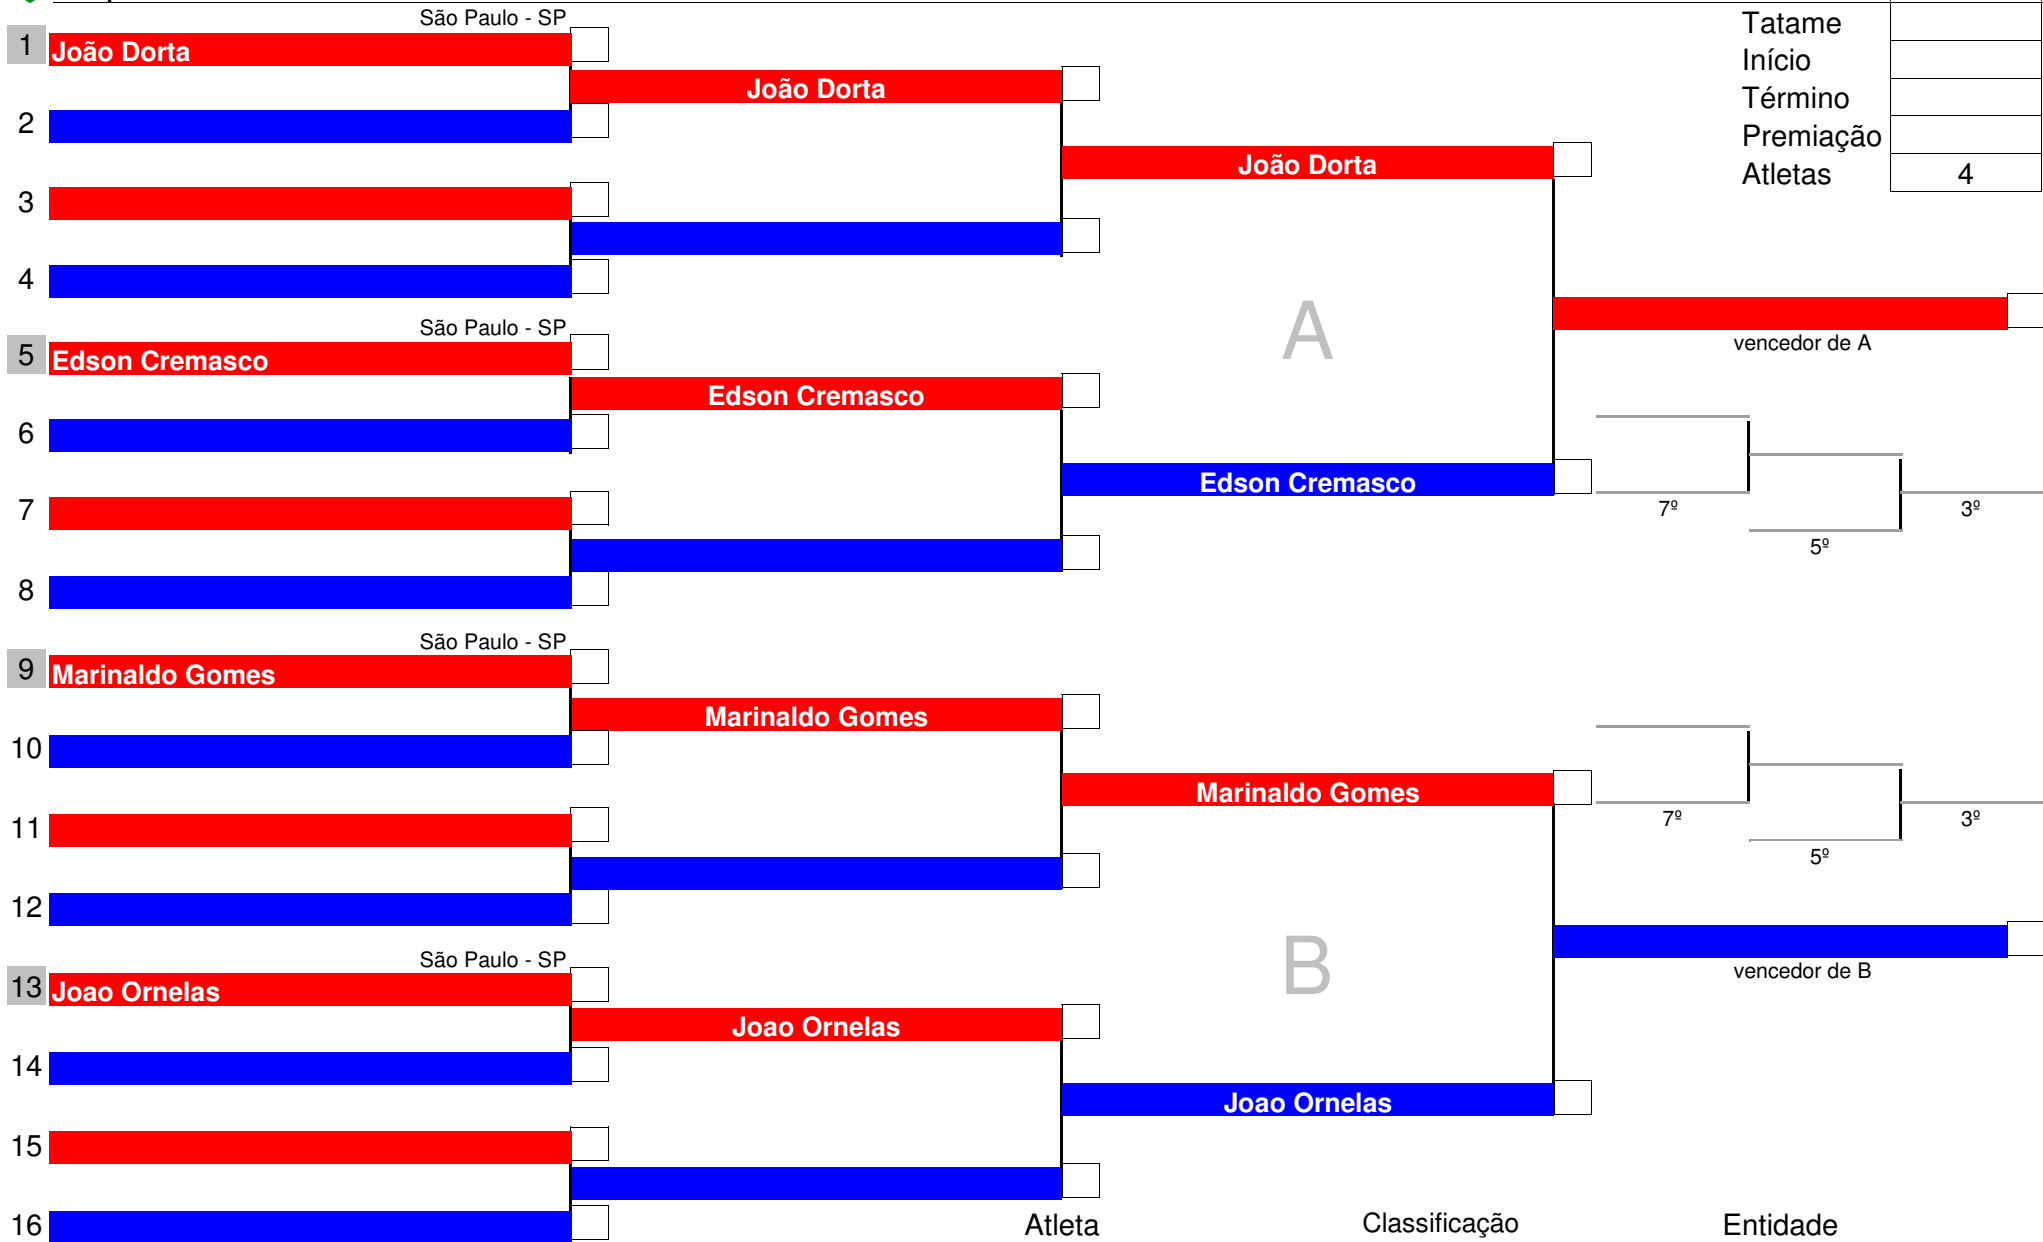 São Paulo - SP
Tatame
1 João Dorta
Início
João Dorta
Término
2
Premiação
João Dorta
Atletas 4
3
4
A
São Paulo - SP
vencedor de A
5 Edson Cremasco
Edson Cremasco
6
Edson Cremasco
7
7º 3º
5º
8
São Paulo - SP
9 Marinaldo Gomes
Marinaldo Gomes
10
Marinaldo Gomes
11
7º 3º
5º
12
B
São Paulo - SP
vencedor de B
13 Joao Ornelas
Joao Ornelas
14
Joao Ornelas
15
16
Atleta Classificação Entidade